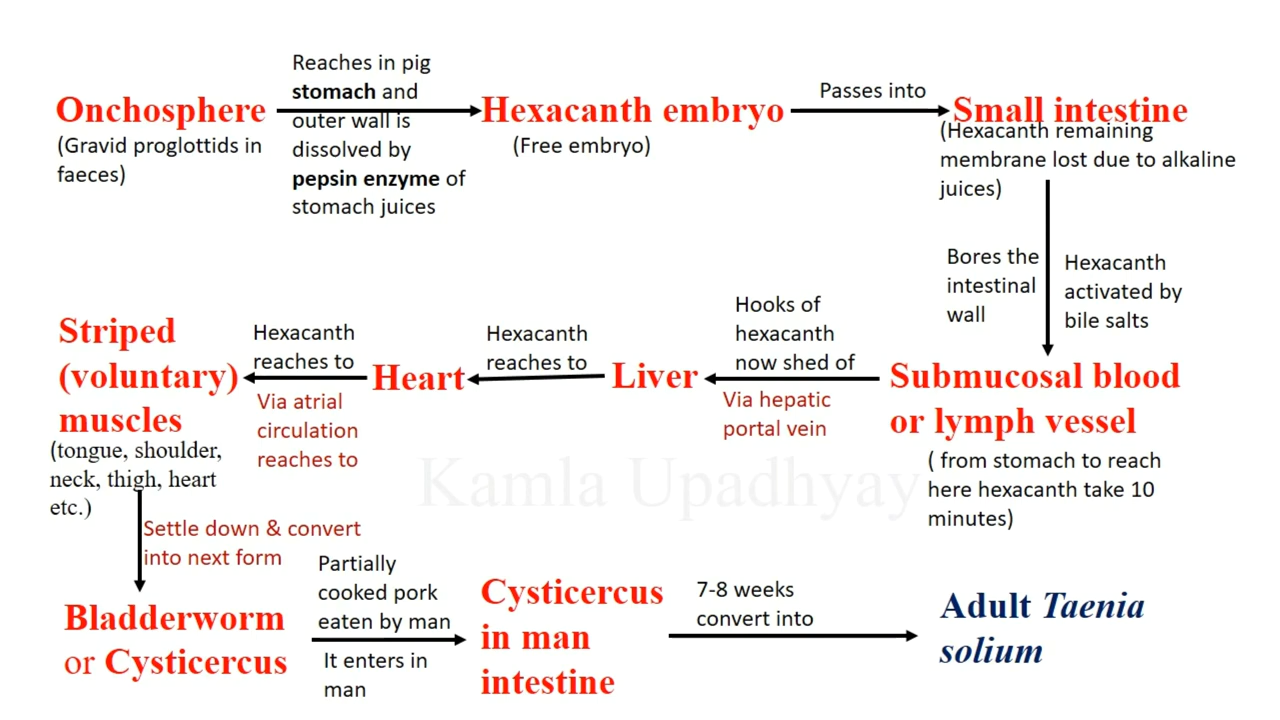 Reaches in pig
stomach and
outer wall is
dissolved by
pepsin enzyme of
stomach juices
Onchosphere
(Gravid proglottids in
faeces)
Hexacanth embryo
(Free embryo)
Passes into
Small intestine
(Hexacanth remaining
membrane lost due to alkaline
juices)
Bores the
intestinal
wall
Hexacanth
activated by
bile salts
Submucosal blood
or lymph vessel
( from stomach to reach
here hexacanth take 10
minutes)
Hooks of
hexacanth
now shed of
Via hepatic
portal vein
Liver
Hexacanth
reaches to
Heart
Hexacanth
reaches to
Via atrial
circulation
reaches to
Striped
(voluntary)
muscles
(tongue, shoulder,
neck, thigh, heart
etc.)
Settle down & convert
into next form
Bladderworm
or Cysticercus
Partially
cooked pork
eaten by man
It enters in
man
Cysticercus
in man
intestine
7-8 weeks
convert into
Adult Taenia
solium
Kamla Upadhyay